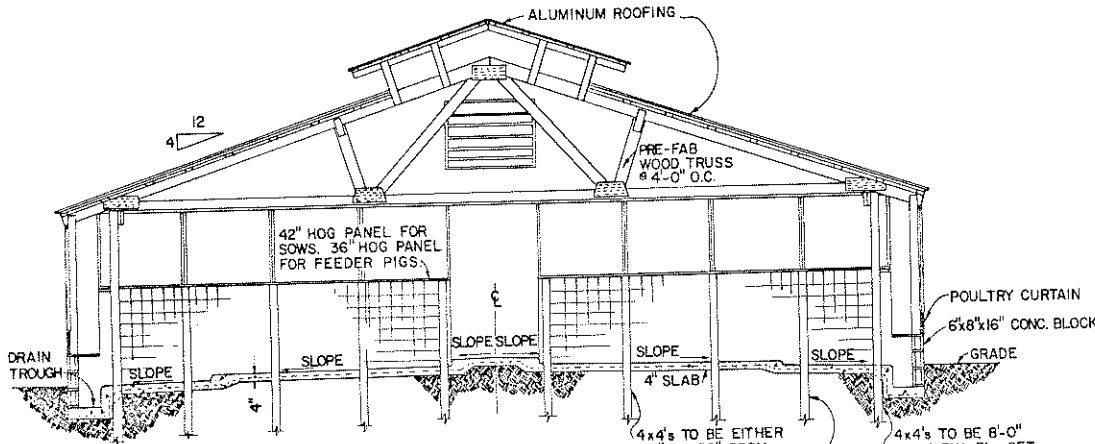 ALUMINUM ROOFING
12
4
PRE-FAB
WOOD TRUSS
@ 4'-0" O.C.
42" HOG PANEL FOR
SOWS. 36" HOG PANEL
FOR FEEDER PIGS.
℄
POULTRY CURTAIN
6"x8"x16" CONC. BLOCK
GRADE
DRAIN
TROUGH
SLOPE
SLOPE
SLOPE SLOPE
SLOPE
SLOPE
4"
4" SLAB
4x4's TO BE EITHER
4x4's TO BE 8'-0"